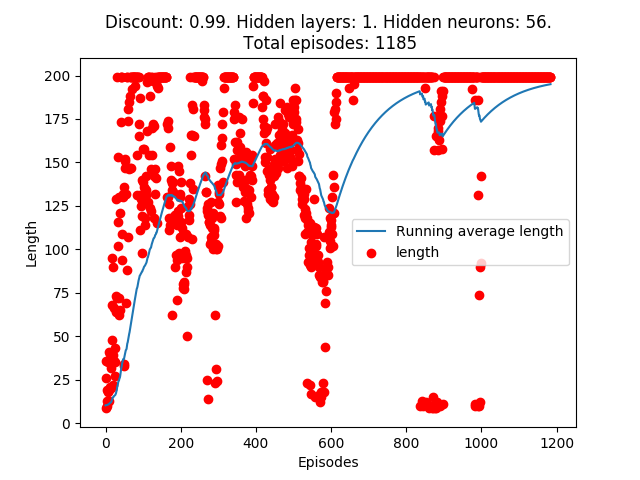 Discount: 0.99. Hidden layers: 1. Hidden neurons: 56.
Total episodes: 1185
200
175
150
125
100
75
50
25
0
Length
Running average length
length
0 200 400 600 800 1000 1200
Episodes